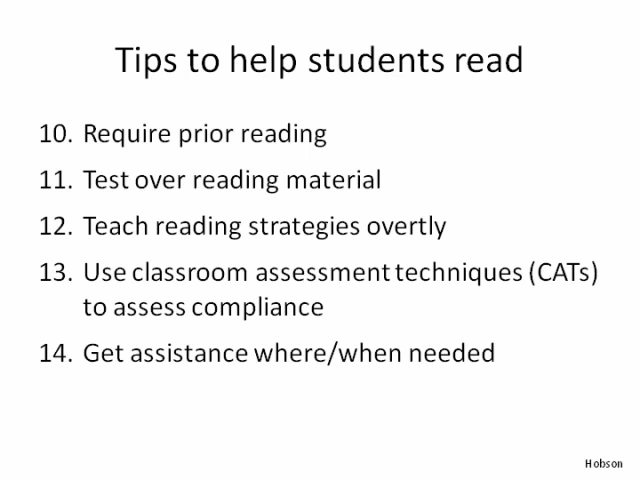 Tips to help students read
10. Require prior reading
11. Test over reading material
12. Teach reading strategies overtly
13. Use classroom assessment techniques (CATs)
to assess compliance
14. Get assistance where/when needed
Hobson